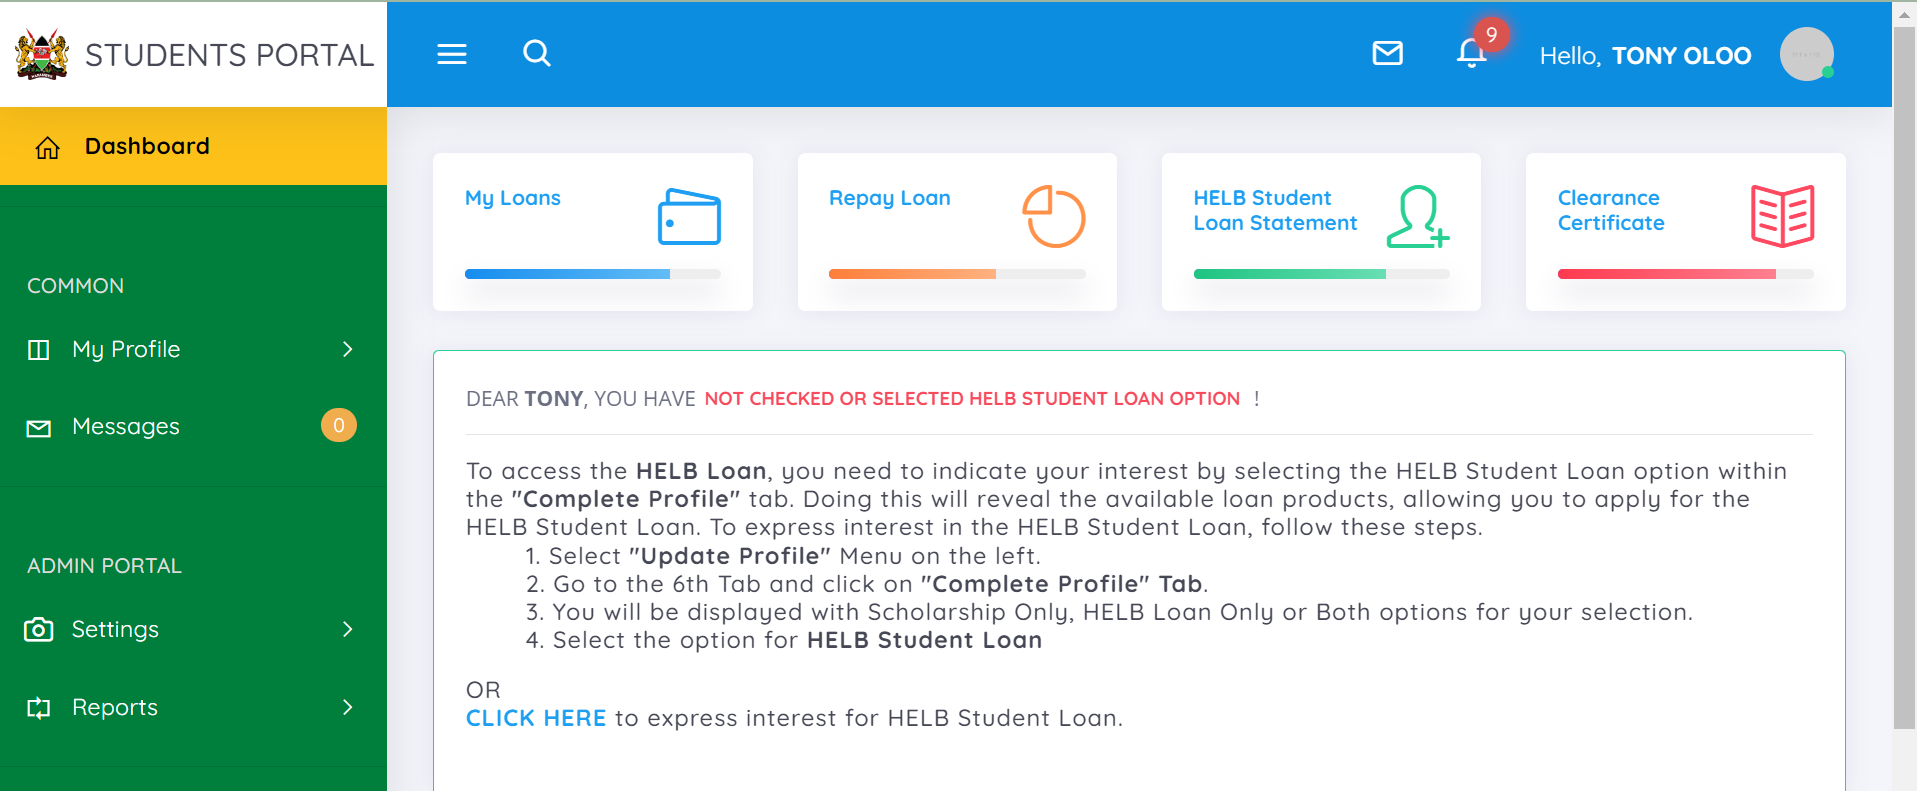 STUDENTS PORTAL
9
Hello, TONY OLOO
Dashboard
COMMON
My Profile
Messages
0
ADMIN PORTAL
Settings
Reports
My Loans
Repay Loan
HELB Student
Loan Statement
Clearance
Certificate
DEAR TONY, YOU HAVE NOT CHECKED OR SELECTED HELB STUDENT LOAN OPTION !
To access the HELB Loan, you need to indicate your interest by selecting the HELB Student Loan option within
the "Complete Profile" tab. Doing this will reveal the available loan products, allowing you to apply for the
HELB Student Loan. To express interest in the HELB Student Loan, follow these steps.
1. Select "Update Profile" Menu on the left.
2. Go to the 6th Tab and click on "Complete Profile" Tab.
3. You will be displayed with Scholarship Only, HELB Loan Only or Both options for your selection.
4. Select the option for HELB Student Loan
OR
CLICK HERE to express interest for HELB Student Loan.